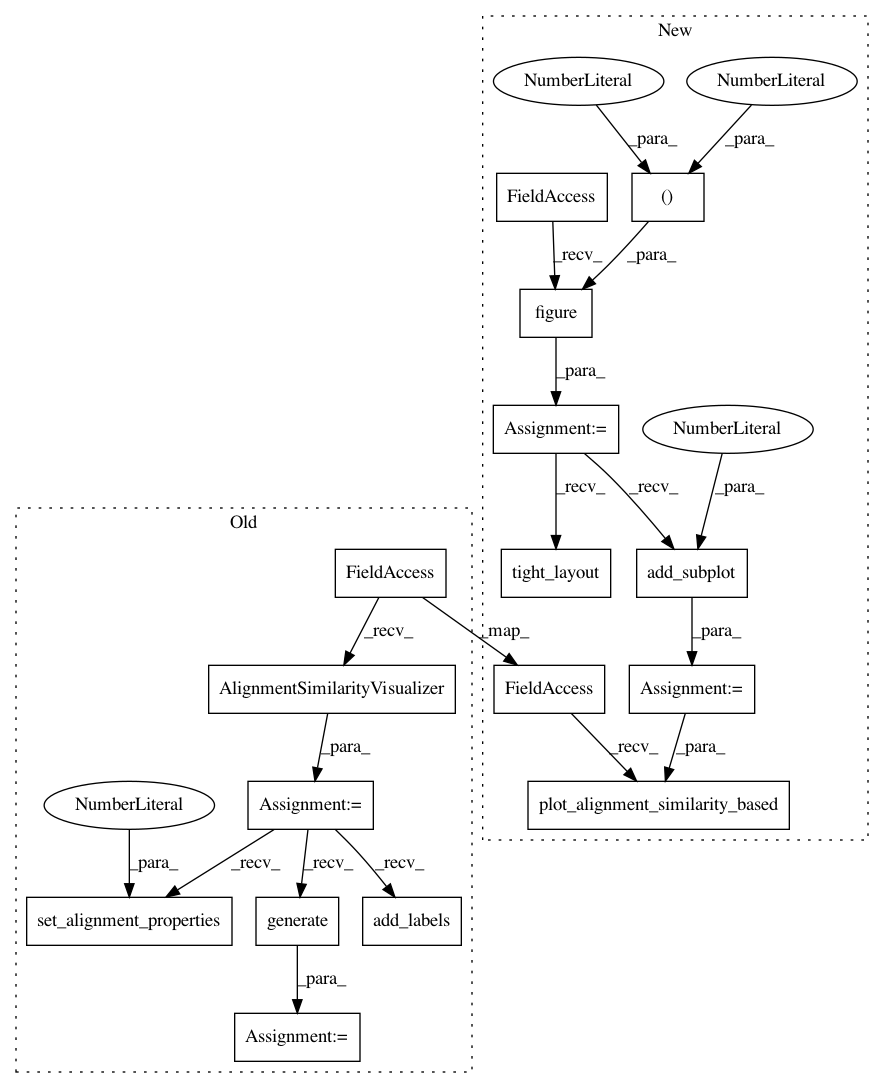 New
NumberLiteral
NumberLiteral
_para_
_para_
FieldAccess
()
_recv_
_para_
figure
_para_
Assignment:=
NumberLiteral
_recv_
_recv_
_para_
Old
FieldAccess
tight_layout
add_subplot
_recv_
_map_
_para_
AlignmentSimilarityVisualizer
FieldAccess
Assignment:=
_para_
_recv_
_para_
NumberLiteral
Assignment:=
plot_alignment_similarity_based
_para_
_recv_
_recv_
_recv_
set_alignment_properties
generate
add_labels
_para_
Assignment:=